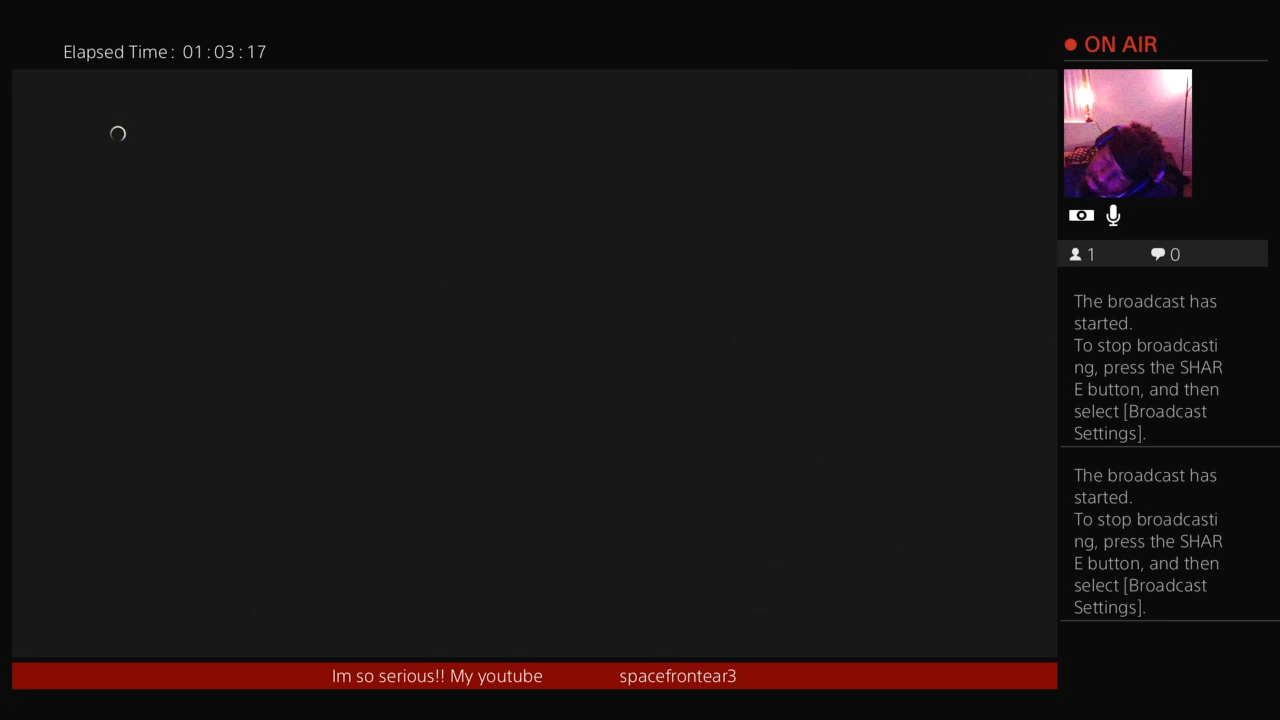 Elapsed Time: 01:03:17
ON AIR
1 0
The broadcast has
started.
To stop broadcasti
ng, press the SHAR
E button, and then
select [Broadcast
Settings].
The broadcast has
started.
To stop broadcasti
ng, press the SHAR
E button, and then
select [Broadcast
Settings].
Im so serious!! My youtube spacefrontear3